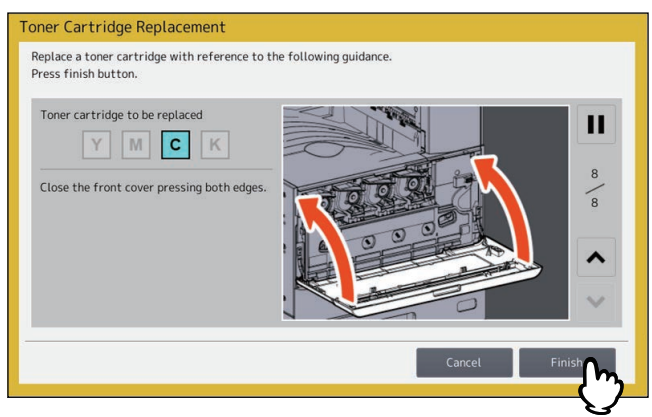 Toner Cartridge Replacement
Replace a toner cartridge with reference to the following guidance.
Press finish button.
Toner cartridge to be replaced
Y M C K
Close the front cover pressing both edges.
8
8
Cancel Finish